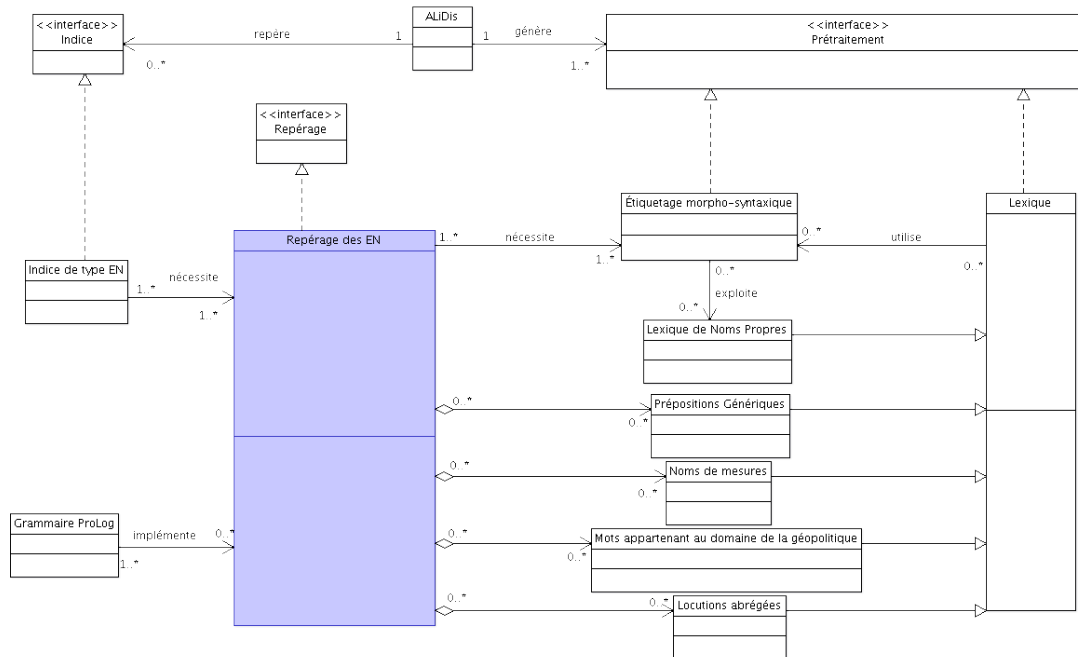 ALiDis
<<interface>>
Indice
<<interface>>
Prétraitement
repère
1
1
génère
0..*
1..*
<<interface>>
Repérage
Étiquetage morpho-syntaxique
Lexique
Repérage des EN
1..*
nécessite
1..*
0..*
utilise
0..*
0..*
Indice de type EN
nécessite
1..*
1..*
exploite
0..*
Lexique de Noms Propres
Prépositions Génériques
0..*
0..*
Noms de mesures
0..*
0..*
Grammaire ProLog
implémente
0..*
1..*
Mots appartenant au domaine de la géopolitique
0..*
0..*
Locutions abrégées
0..*
0..*